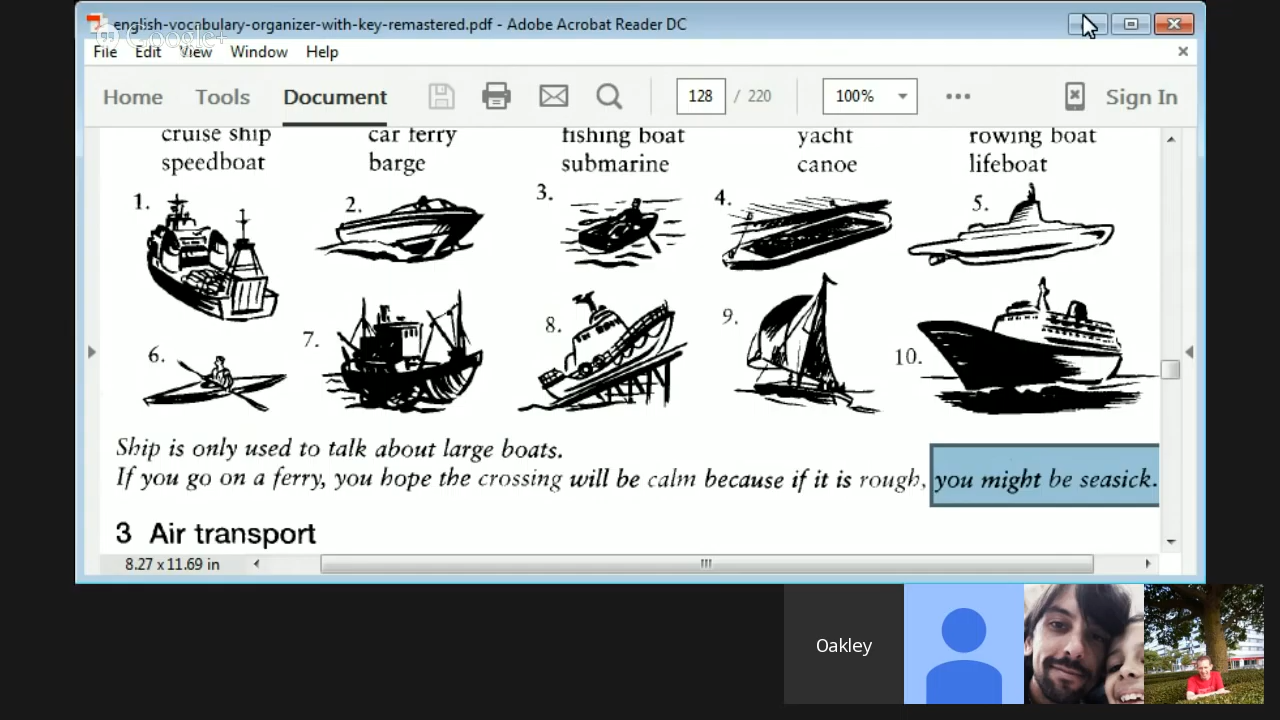 english-vocabulary-organizer-with-key-remastered.pdf - Adobe Acrobat Reader DC
Google+
File Edit View Window Help
Home Tools Document 128 / 220 100% Sign In
cruise ship car ferry fishing boat yacht rowing boat
speedboat barge submarine canoe lifeboat
1. 2. 3. 4. 5.
6. 7. 8. 9. 10.
Ship is only used to talk about large boats.
If you go on a ferry, you hope the crossing will be calm because if it is rough, you might be seasick.
3 Air transport
8.27 x 11.69 in
Oakley